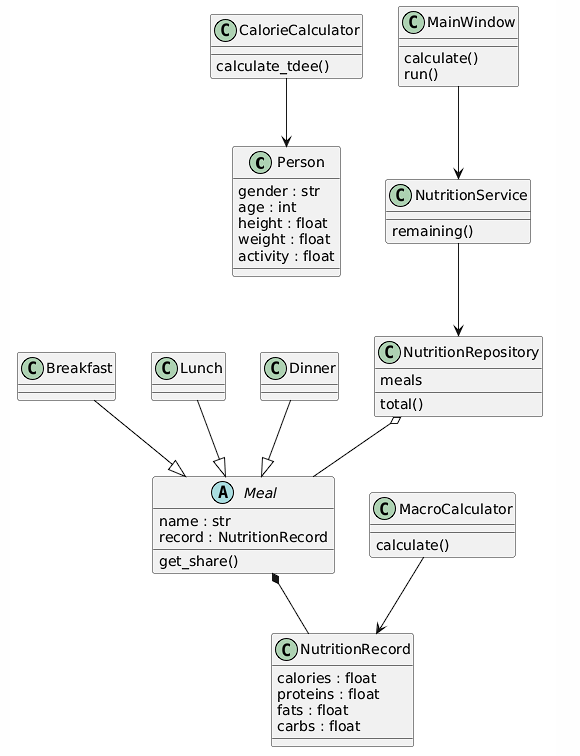 C CalorieCalculator
calculate_tdee()
C MainWindow
calculate()
run()
C Person
gender : str
age : int
height : float
weight : float
activity : float
C NutritionService
remaining()
C Breakfast
C Lunch
C Dinner
C NutritionRepository
meals
total()
A Meal
name : str
record : NutritionRecord
get_share()
C MacroCalculator
calculate()
C NutritionRecord
calories : float
proteins : float
fats : float
carbs : float